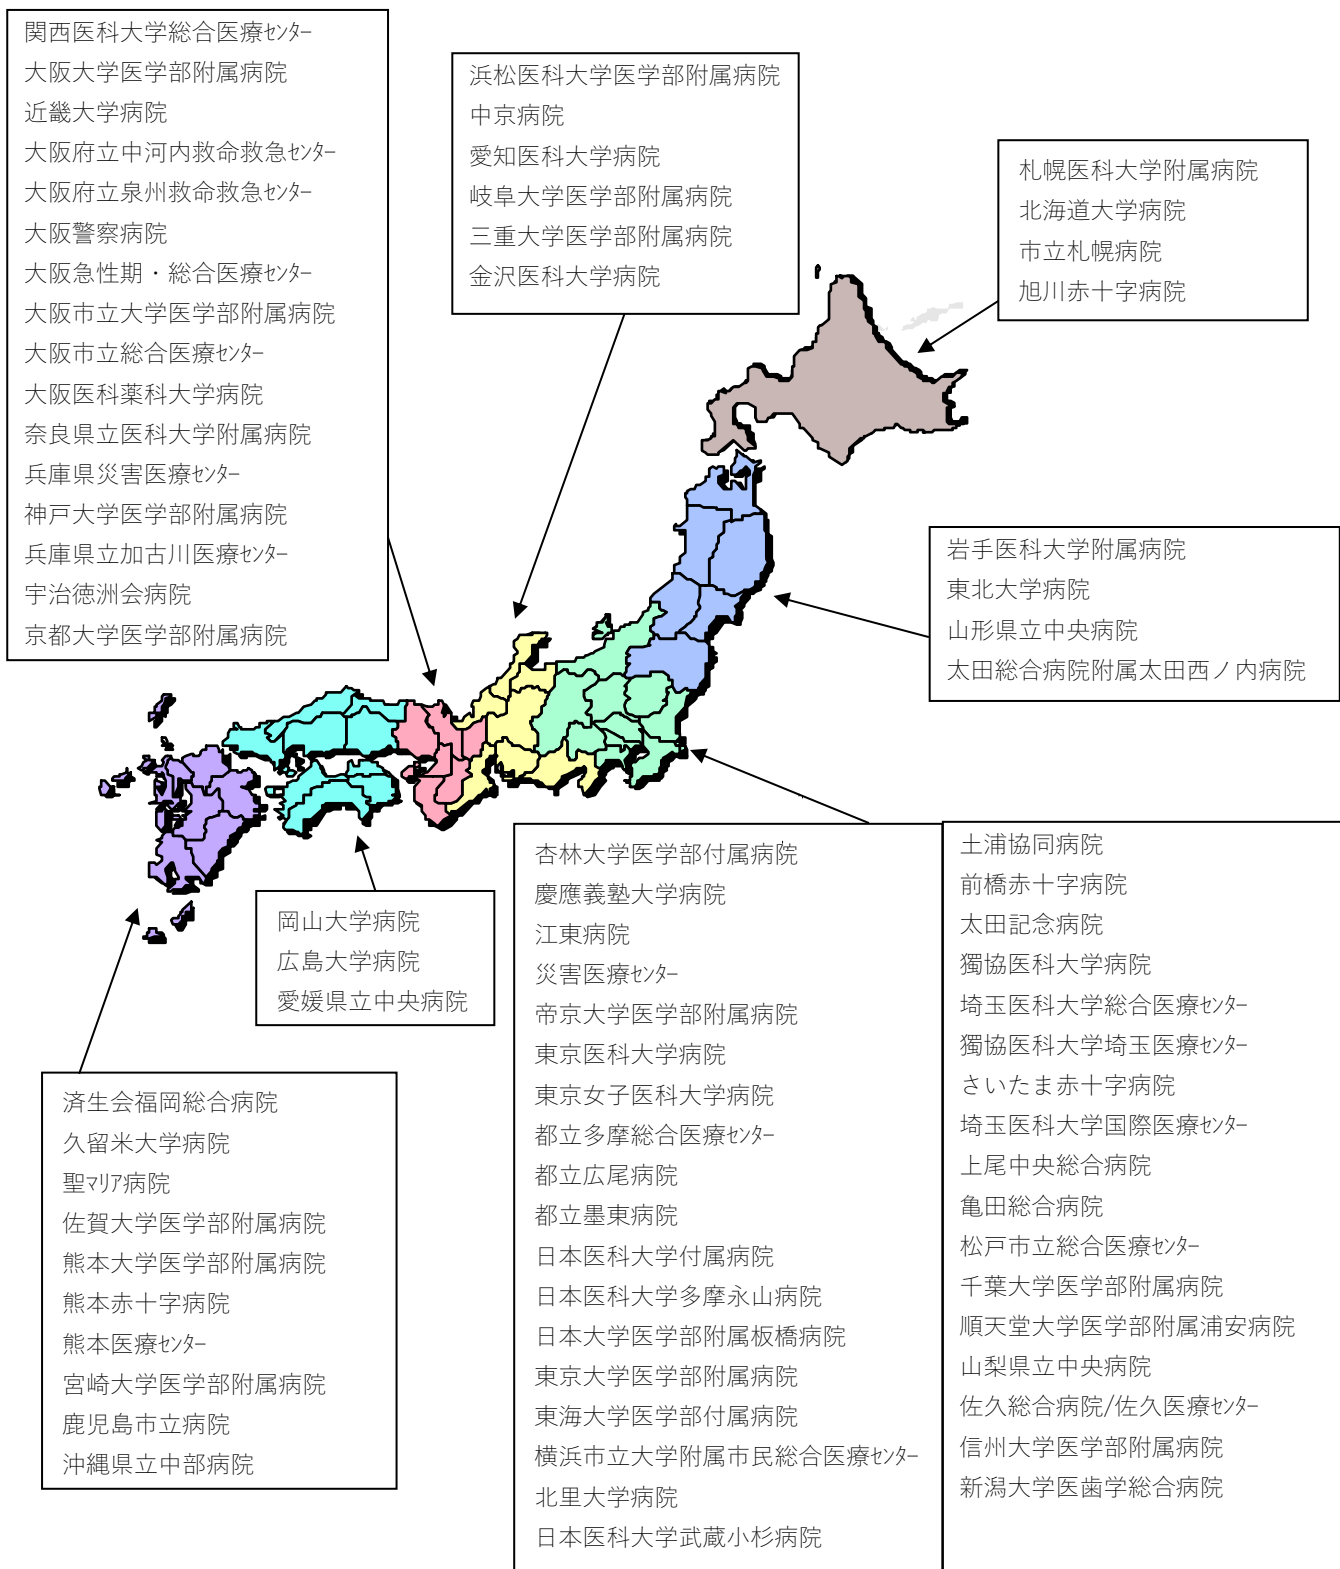 関西医科大学総合医療ｾﾝﾀｰ
大阪大学医学部附属病院
近畿大学病院
大阪府立中河内救命救急ｾﾝﾀｰ
大阪府立泉州救命救急ｾﾝﾀｰ
大阪警察病院
大阪急性期・総合医療ｾﾝﾀｰ
大阪市立大学医学部附属病院
大阪市立総合医療ｾﾝﾀｰ
大阪医科薬科大学病院
奈良県立医科大学附属病院
兵庫県災害医療ｾﾝﾀｰ
神戸大学医学部附属病院
兵庫県立加古川医療ｾﾝﾀｰ
宇治徳洲会病院
京都大学医学部附属病院
浜松医科大学医学部附属病院
中京病院
愛知医科大学病院
岐阜大学医学部附属病院
三重大学医学部附属病院
金沢医科大学病院
札幌医科大学附属病院
北海道大学病院
市立札幌病院
旭川赤十字病院
岩手医科大学附属病院
東北大学病院
山形県立中央病院
太田総合病院附属太田西ノ内病院
岡山大学病院
広島大学病院
愛媛県立中央病院
済生会福岡総合病院
久留米大学病院
聖ﾏﾘｱ病院
佐賀大学医学部附属病院
熊本大学医学部附属病院
熊本赤十字病院
熊本医療ｾﾝﾀｰ
宮崎大学医学部附属病院
鹿児島市立病院
沖縄県立中部病院
杏林大学医学部付属病院
慶應義塾大学病院
江東病院
災害医療ｾﾝﾀｰ
帝京大学医学部附属病院
東京医科大学病院
東京女子医科大学病院
都立多摩総合医療ｾﾝﾀｰ
都立広尾病院
都立墨東病院
日本医科大学付属病院
日本医科大学多摩永山病院
日本大学医学部附属板橋病院
東京大学医学部附属病院
東海大学医学部付属病院
横浜市立大学附属市民総合医療ｾﾝﾀｰ
北里大学病院
日本医科大学武蔵小杉病院
土浦協同病院
前橋赤十字病院
太田記念病院
獨協医科大学病院
埼玉医科大学総合医療ｾﾝﾀｰ
獨協医科大学埼玉医療ｾﾝﾀｰ
さいたま赤十字病院
埼玉医科大学国際医療ｾﾝﾀｰ
上尾中央総合病院
亀田総合病院
松戸市立総合医療ｾﾝﾀｰ
千葉大学医学部附属病院
順天堂大学医学部附属浦安病院
山梨県立中央病院
佐久総合病院/佐久医療ｾﾝﾀｰ
信州大学医学部附属病院
新潟大学医歯学総合病院